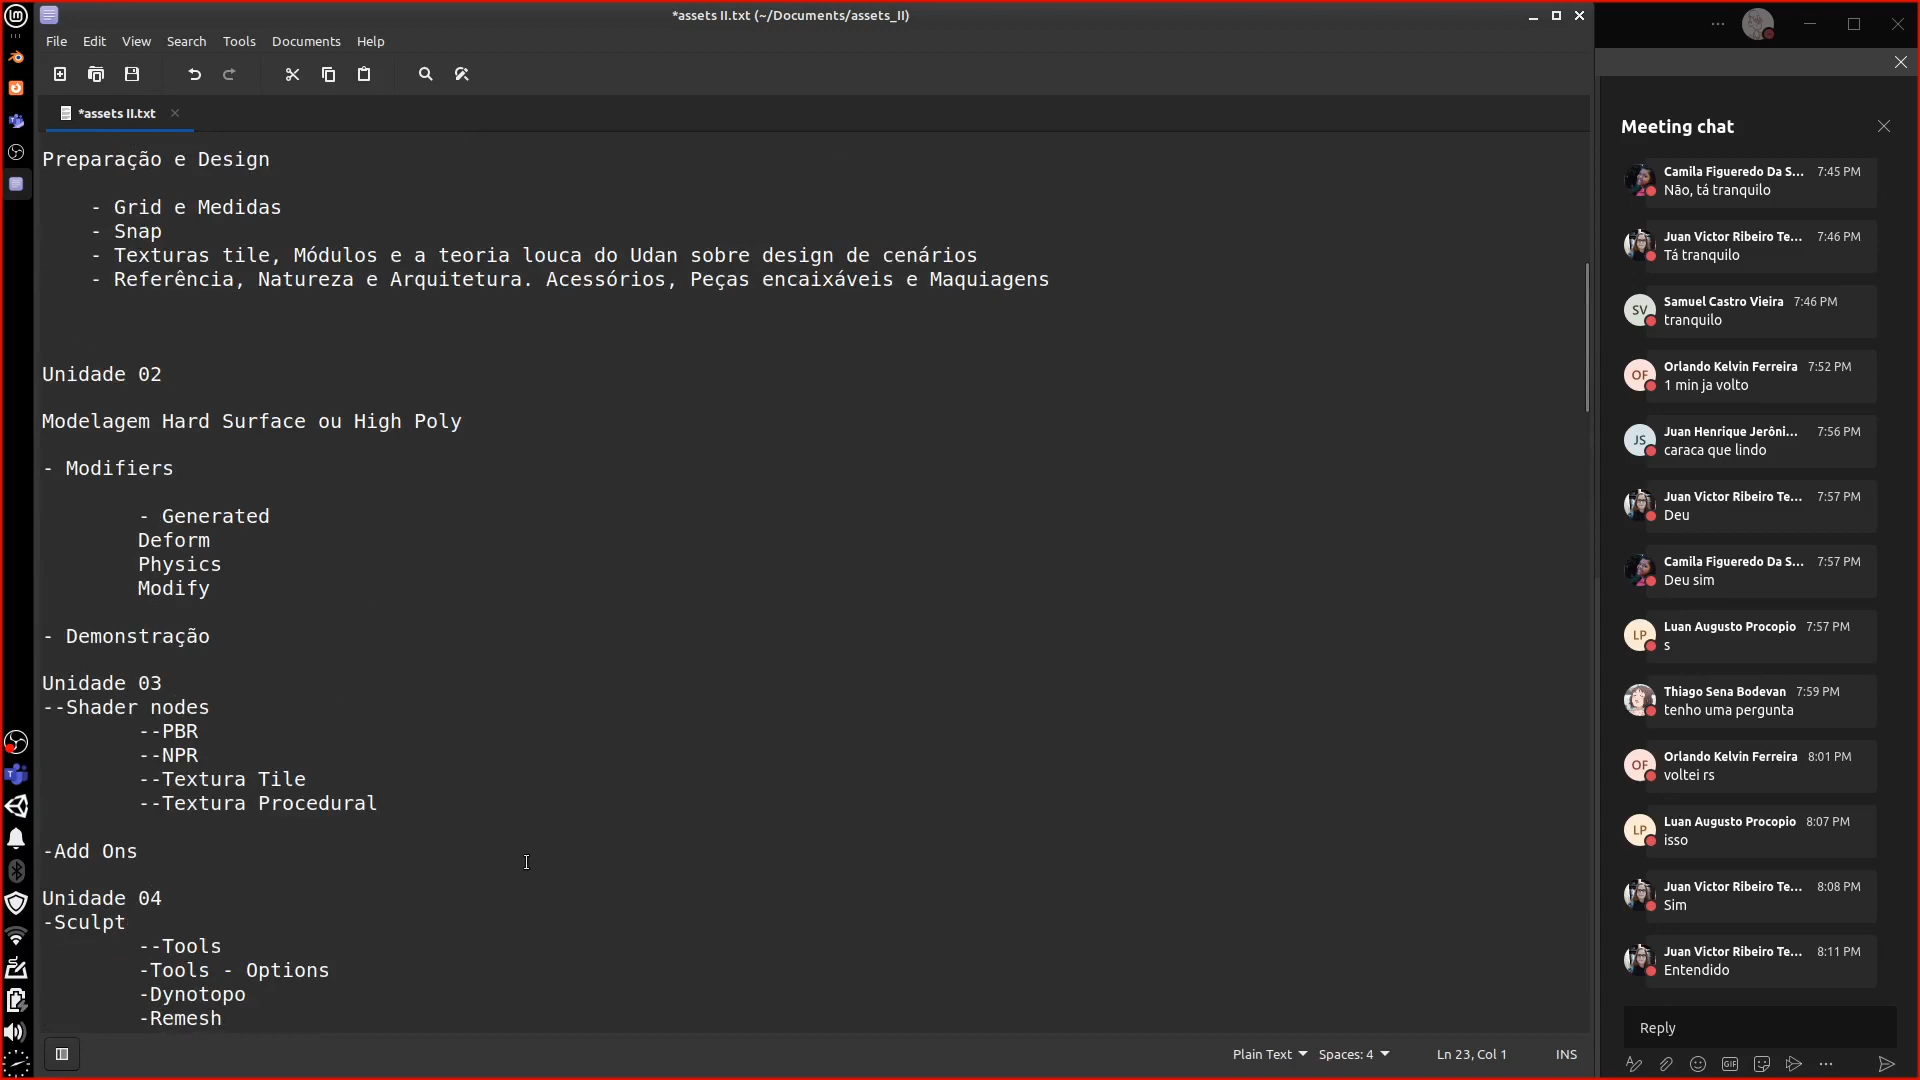 *assets II.txt (~/Documents/assets_II)
File Edit View Search Tools Documents Help
*assets II.txt
Preparação e Design
- Grid e Medidas
- Snap
- Texturas tile, Módulos e a teoria louca do Udan sobre design de cenários
- Referência, Natureza e Arquitetura. Acessórios, Peças encaixáveis e Maquiagens
Unidade 02
Modelagem Hard Surface ou High Poly
- Modifiers
- Generated
Deform
Physics
Modify
- Demonstração
Unidade 03
--Shader nodes
--PBR
--NPR
--Textura Tile
--Textura Procedural
-Add Ons
Unidade 04
-Sculpt
--Tools
-Tools - Options
-Dynotopo
-Remesh
Plain Text Spaces: 4 Ln 23, Col 1 INS
Meeting chat
Camila Figueredo Da S... 7:45 PM
Não, tá tranquilo
Juan Victor Ribeiro Te... 7:46 PM
Tá tranquilo
SV
Samuel Castro Vieira 7:46 PM
tranquilo
OF
Orlando Kelvin Ferreira 7:52 PM
1 min ja volto
JS
Juan Henrique Jerôni... 7:56 PM
caraca que lindo
Juan Victor Ribeiro Te... 7:57 PM
Deu
Camila Figueredo Da S... 7:57 PM
Deu sim
LP
Luan Augusto Procopio 7:57 PM
s
Thiago Sena Bodevan 7:59 PM
tenho uma pergunta
OF
Orlando Kelvin Ferreira 8:01 PM
voltei rs
LP
Luan Augusto Procopio 8:07 PM
isso
Juan Victor Ribeiro Te... 8:08 PM
Sim
Juan Victor Ribeiro Te... 8:11 PM
Entendido
Reply
GIF